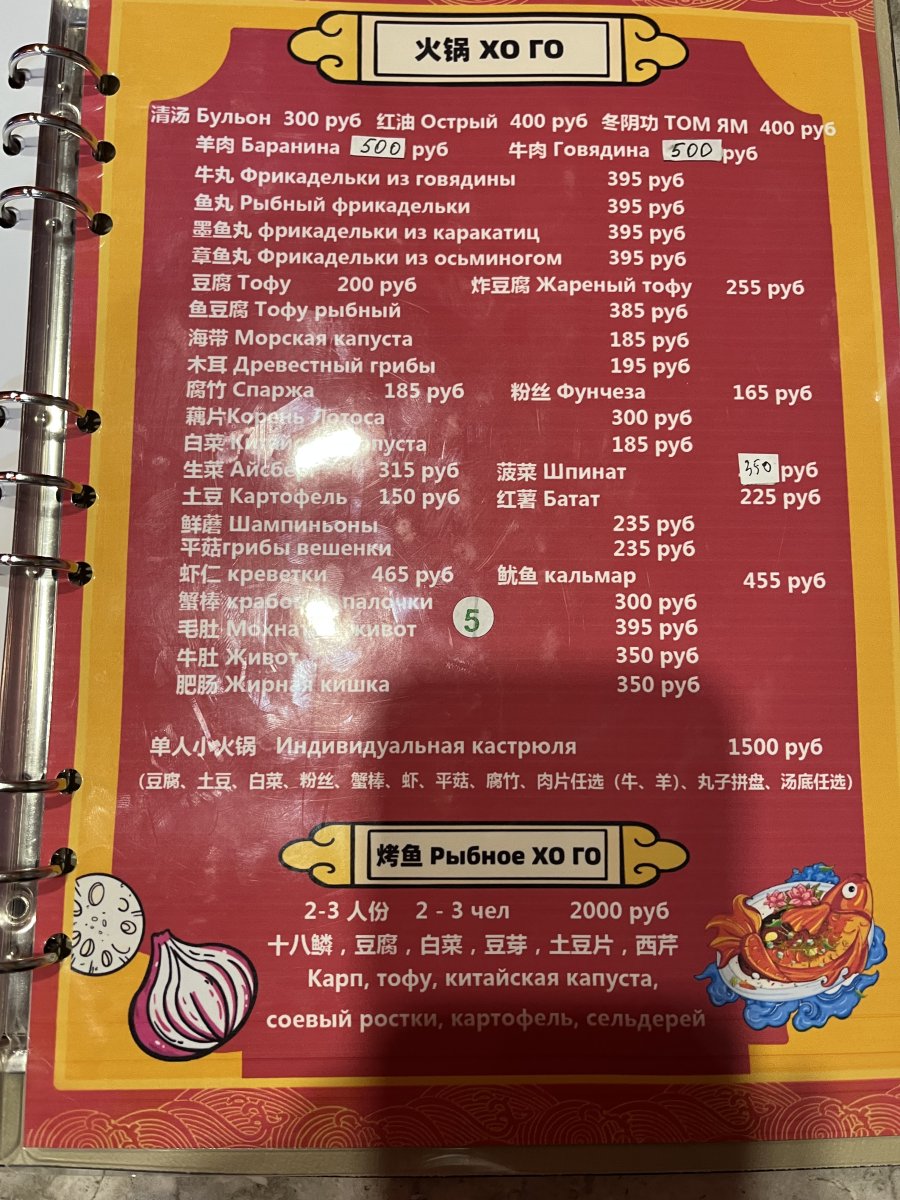 火锅 ХО ГО
清汤 Бульон 300 руб 红油 Острый 400 руб 冬阴功 ТОМ ЯМ 400 руб
羊肉 Баранина 500 руб 牛肉 Говядина 500 руб
牛丸 Фрикадельки из говядины 395 руб
鱼丸 Рыбный фрикадельки 395 руб
墨鱼丸 фрикадельки из каракатиц 395 руб
章鱼丸 Фрикадельки из осьминогом 395 руб
豆腐 Тофу 200 руб 炸豆腐 Жареный тофу 255 руб
鱼豆腐 Тофу рыбный 385 руб
海带 Морская капуста 185 руб
木耳 Древестный грибы 195 руб
腐竹 Спаржа 185 руб 粉丝 Фунчеза 165 руб
藕片Корень Лотоса 300 руб
白菜 Китайская капуста 185 руб
生菜 315 руб 菠菜 Шпинат 350 руб
土豆 Картофель 150 руб 红薯 Батат 225 руб
鲜蘑 Шампиньоны 235 руб
平菇грибы вешенки 235 руб
虾仁 креветки 465 руб 鱿鱼 кальмар 455 руб
蟹棒 палочки 300 руб
5
毛肚 живот 395 руб
牛肚 Живот 350 руб
肥肠 Жирная кишка 350 руб
单人小火锅 Индивидуальная кастрюля 1500 руб
（豆腐、土豆、白菜、粉丝、蟹棒、虾、平菇、腐竹、肉片任选（牛、羊）、丸子拼盘、汤底任选）
烤鱼 Рыбное ХО ГО
2-3 人份 2 - 3 чел 2000 руб
十八鳞，豆腐，白菜，豆芽，土豆片，西芹
Карп, тофу, китайская капуста,
соевый ростки, картофель, сельдерей